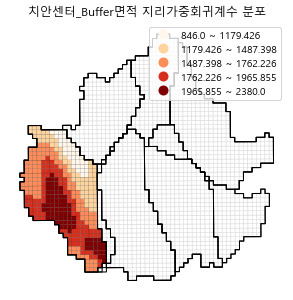 치안센터_Buffer면적 지리가중회귀계수 분포
846.0 ~ 1179.426
1179.426 ~ 1487.398
1487.398 ~ 1762.226
1762.226 ~ 1965.855
1965.855 ~ 2380.0